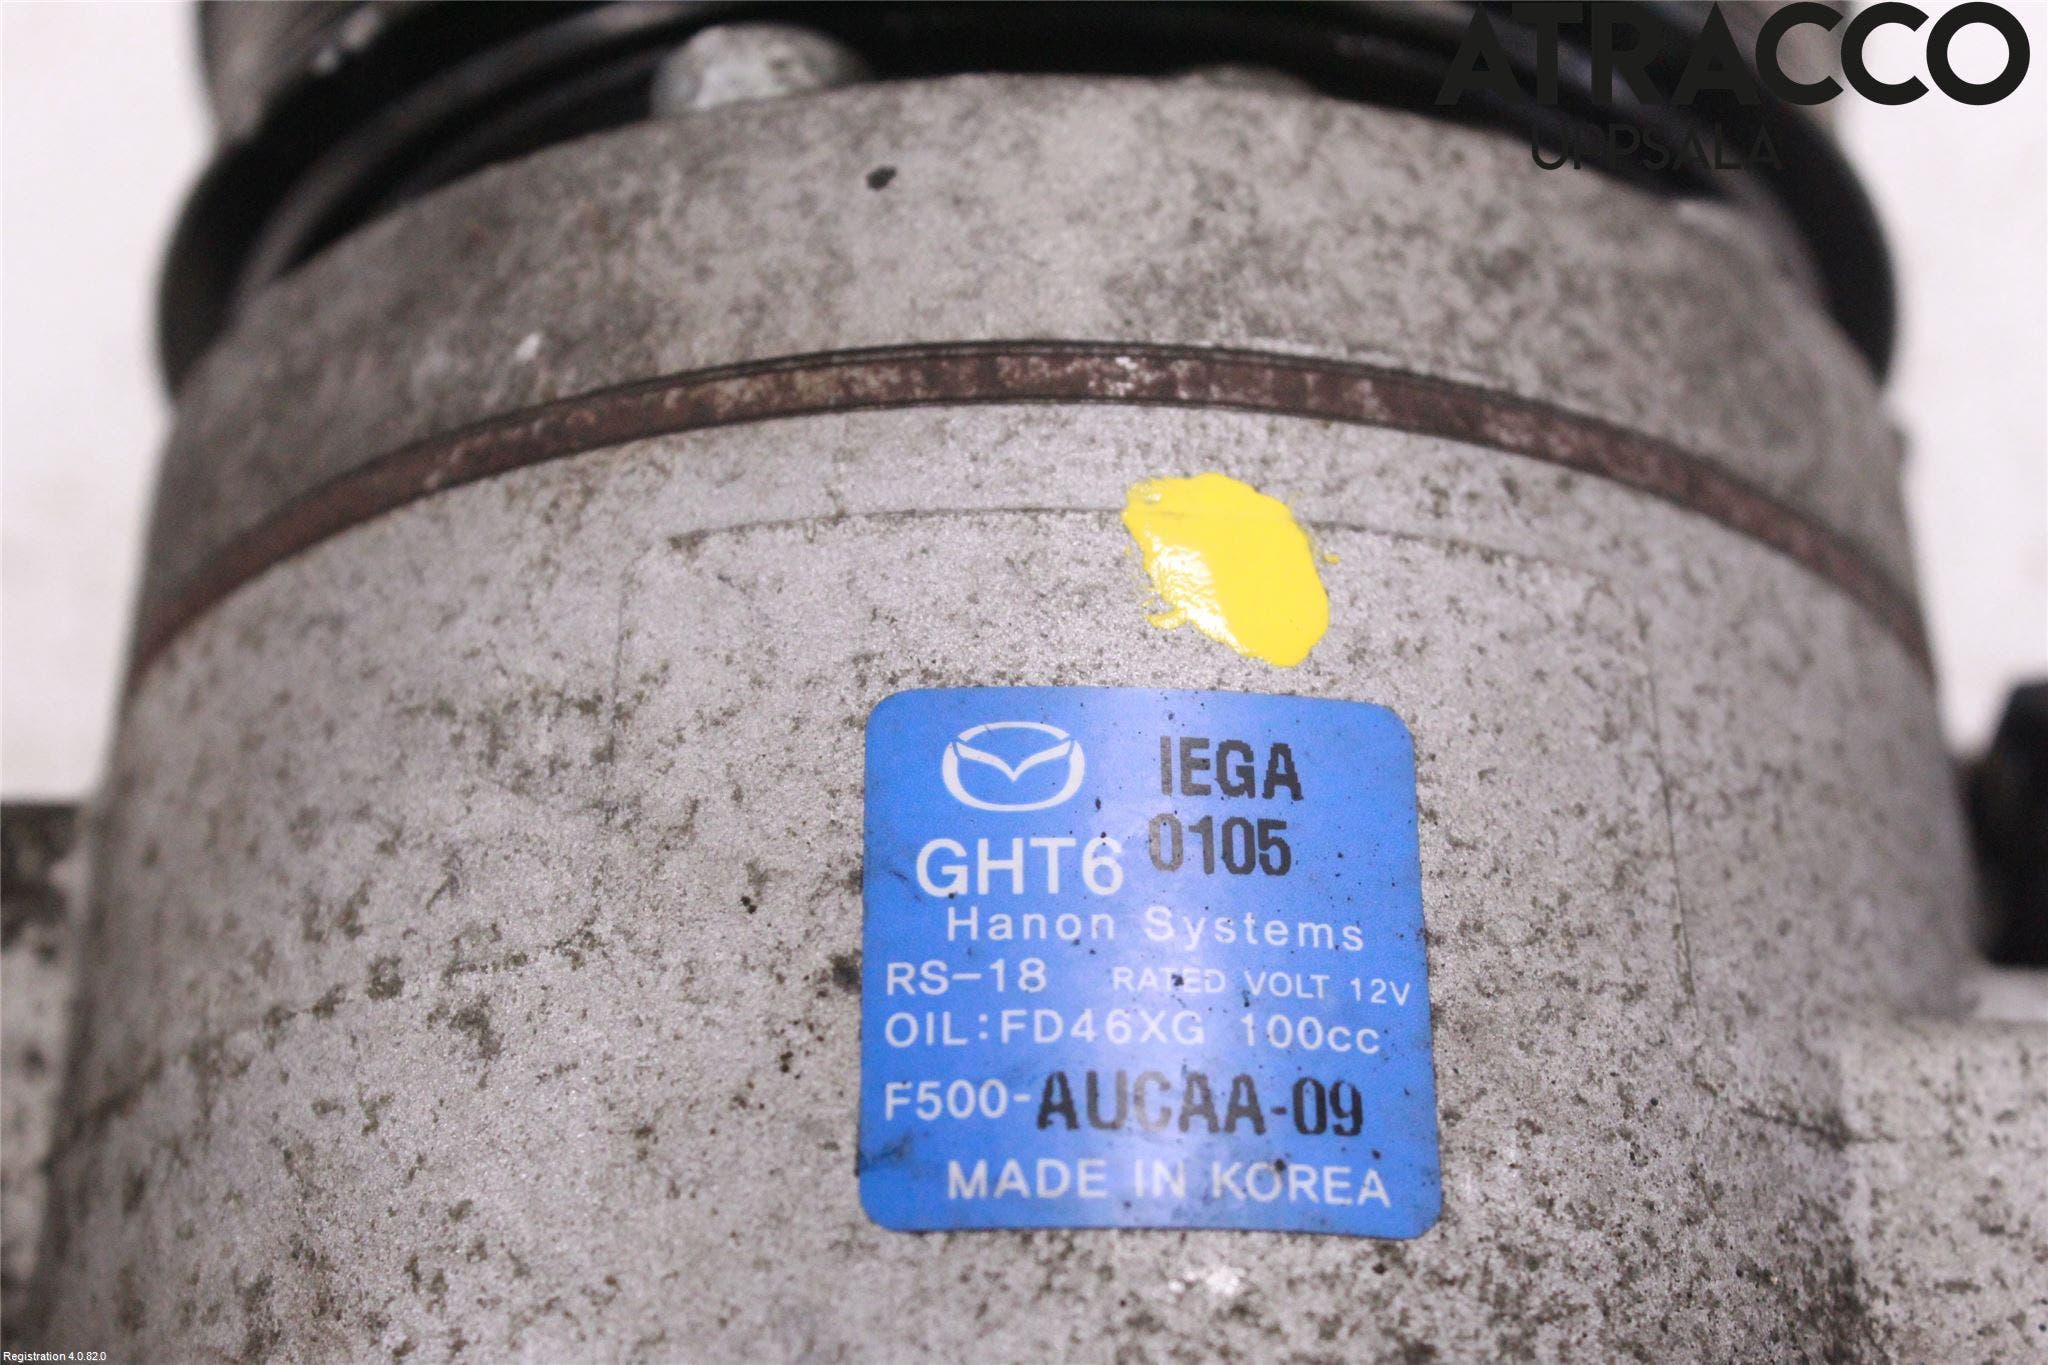 ATRACCO
UPPSALA
IEGA
GHT6 0105
Hanon Systems
RS-18 RATED VOLT 12V
OIL:FD46XG 100cc
F500-AUCAA-09
MADE IN KOREA
Registration 4.0.82.0